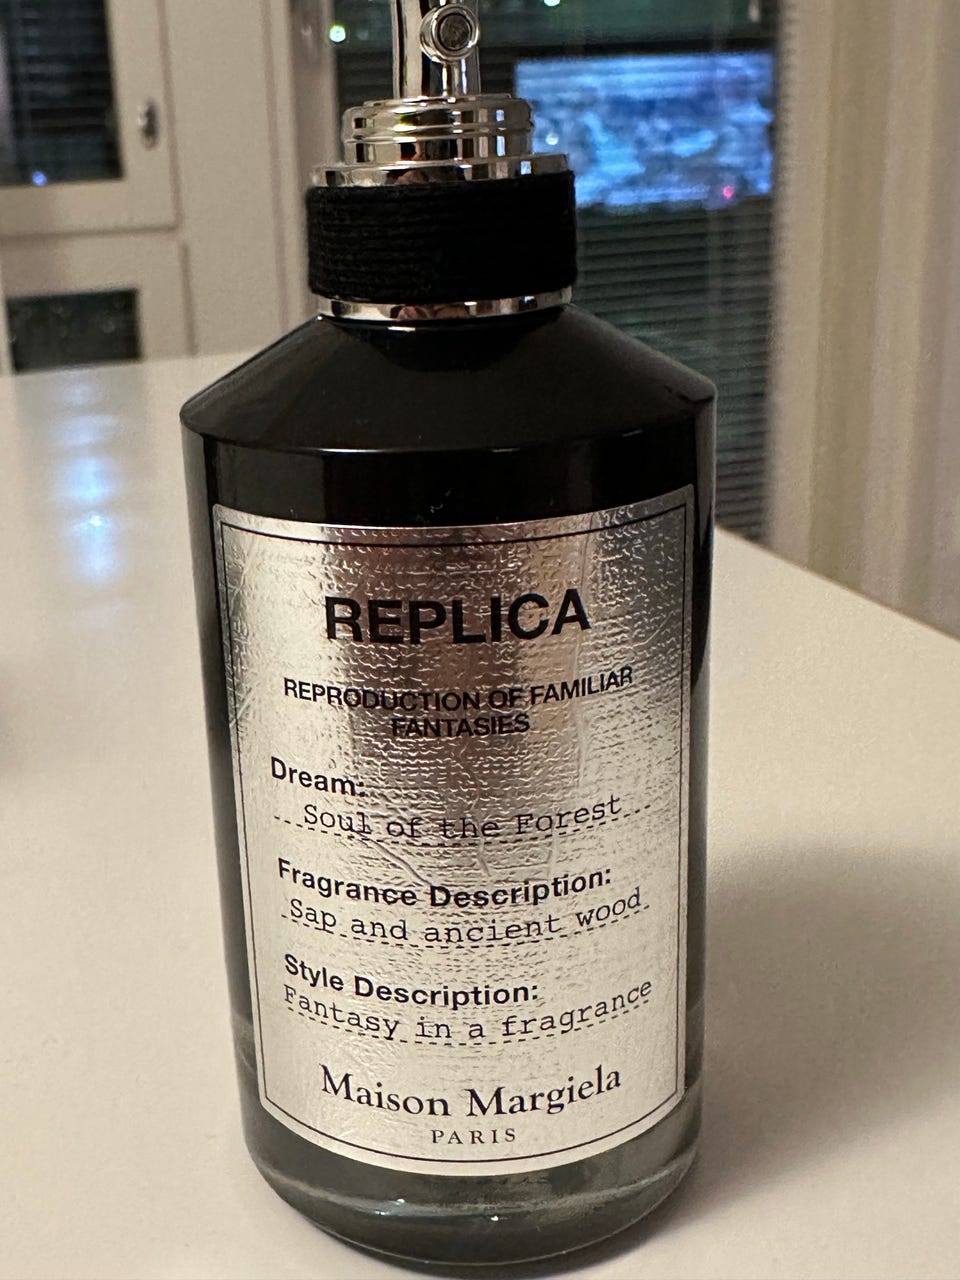 REPLICA
REPRODUCTION OF FAMILIAR
FANTASIES
Dream:
Soul of the Forest
Fragrance Description:
Sap and ancient wood
Style Description:
Fantasy in a fragrance
Maison Margiela
PARIS